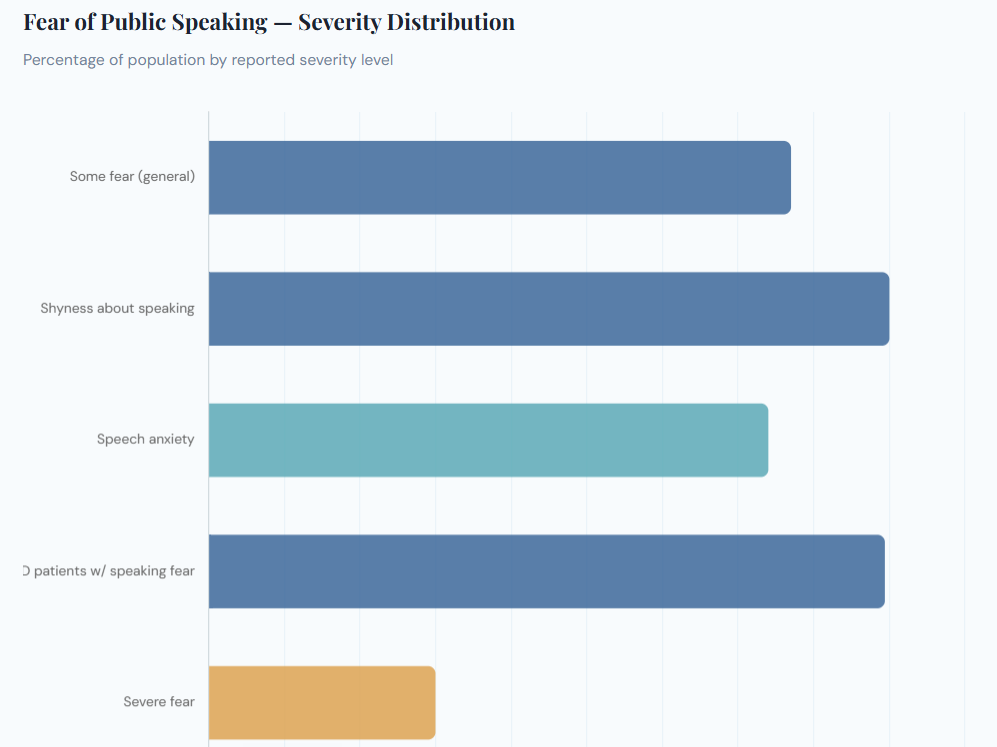 Fear of Public Speaking — Severity Distribution
Percentage of population by reported severity level
Some fear (general)
Shyness about speaking
Speech anxiety
patients w/ speaking fear
Severe fear